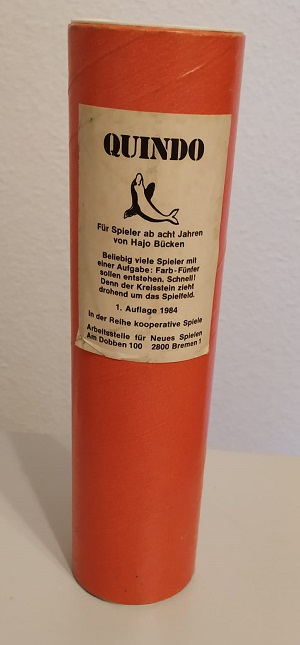 QUINDO
Für Spieler ab acht Jahren
von Hajo Bücken
Beliebig viele Spieler mit
einer Aufgabe: Farb-Fünfer
sollen entstehen. Schnell!
Denn der Kreisstein zieht
drohend um das Spielfeld.
1. Auflage 1984
In der Reihe kooperative Spiele
Arbeitsstelle für Neues Spielen
Am Dobben 100 2800 Bremen 1